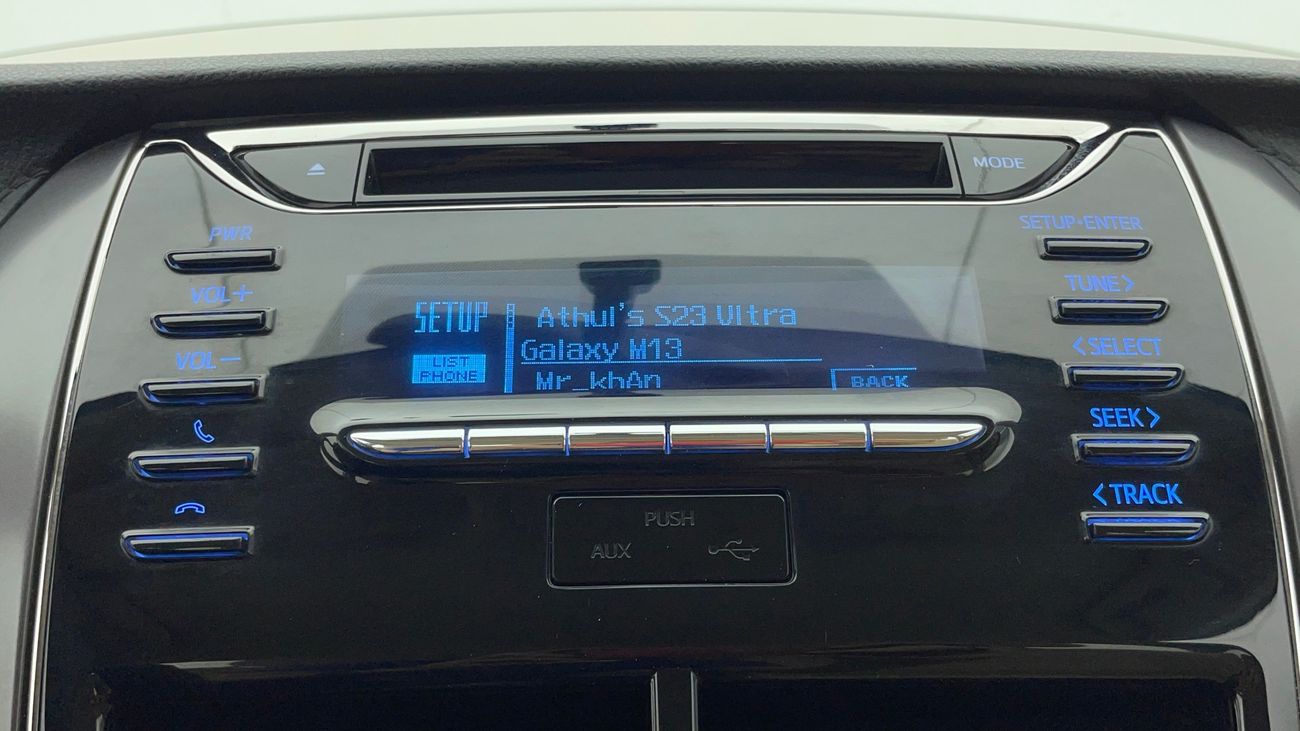 MODE
PWR
SETUP·ENTER
VOL+
TUNE>
VOL−
<SELECT
SETUP
LIST
PHONE
Athul's S23 Ultra
Galaxy M13
Mr_khAn
BACK
SEEK>
<TRACK
PUSH
AUX